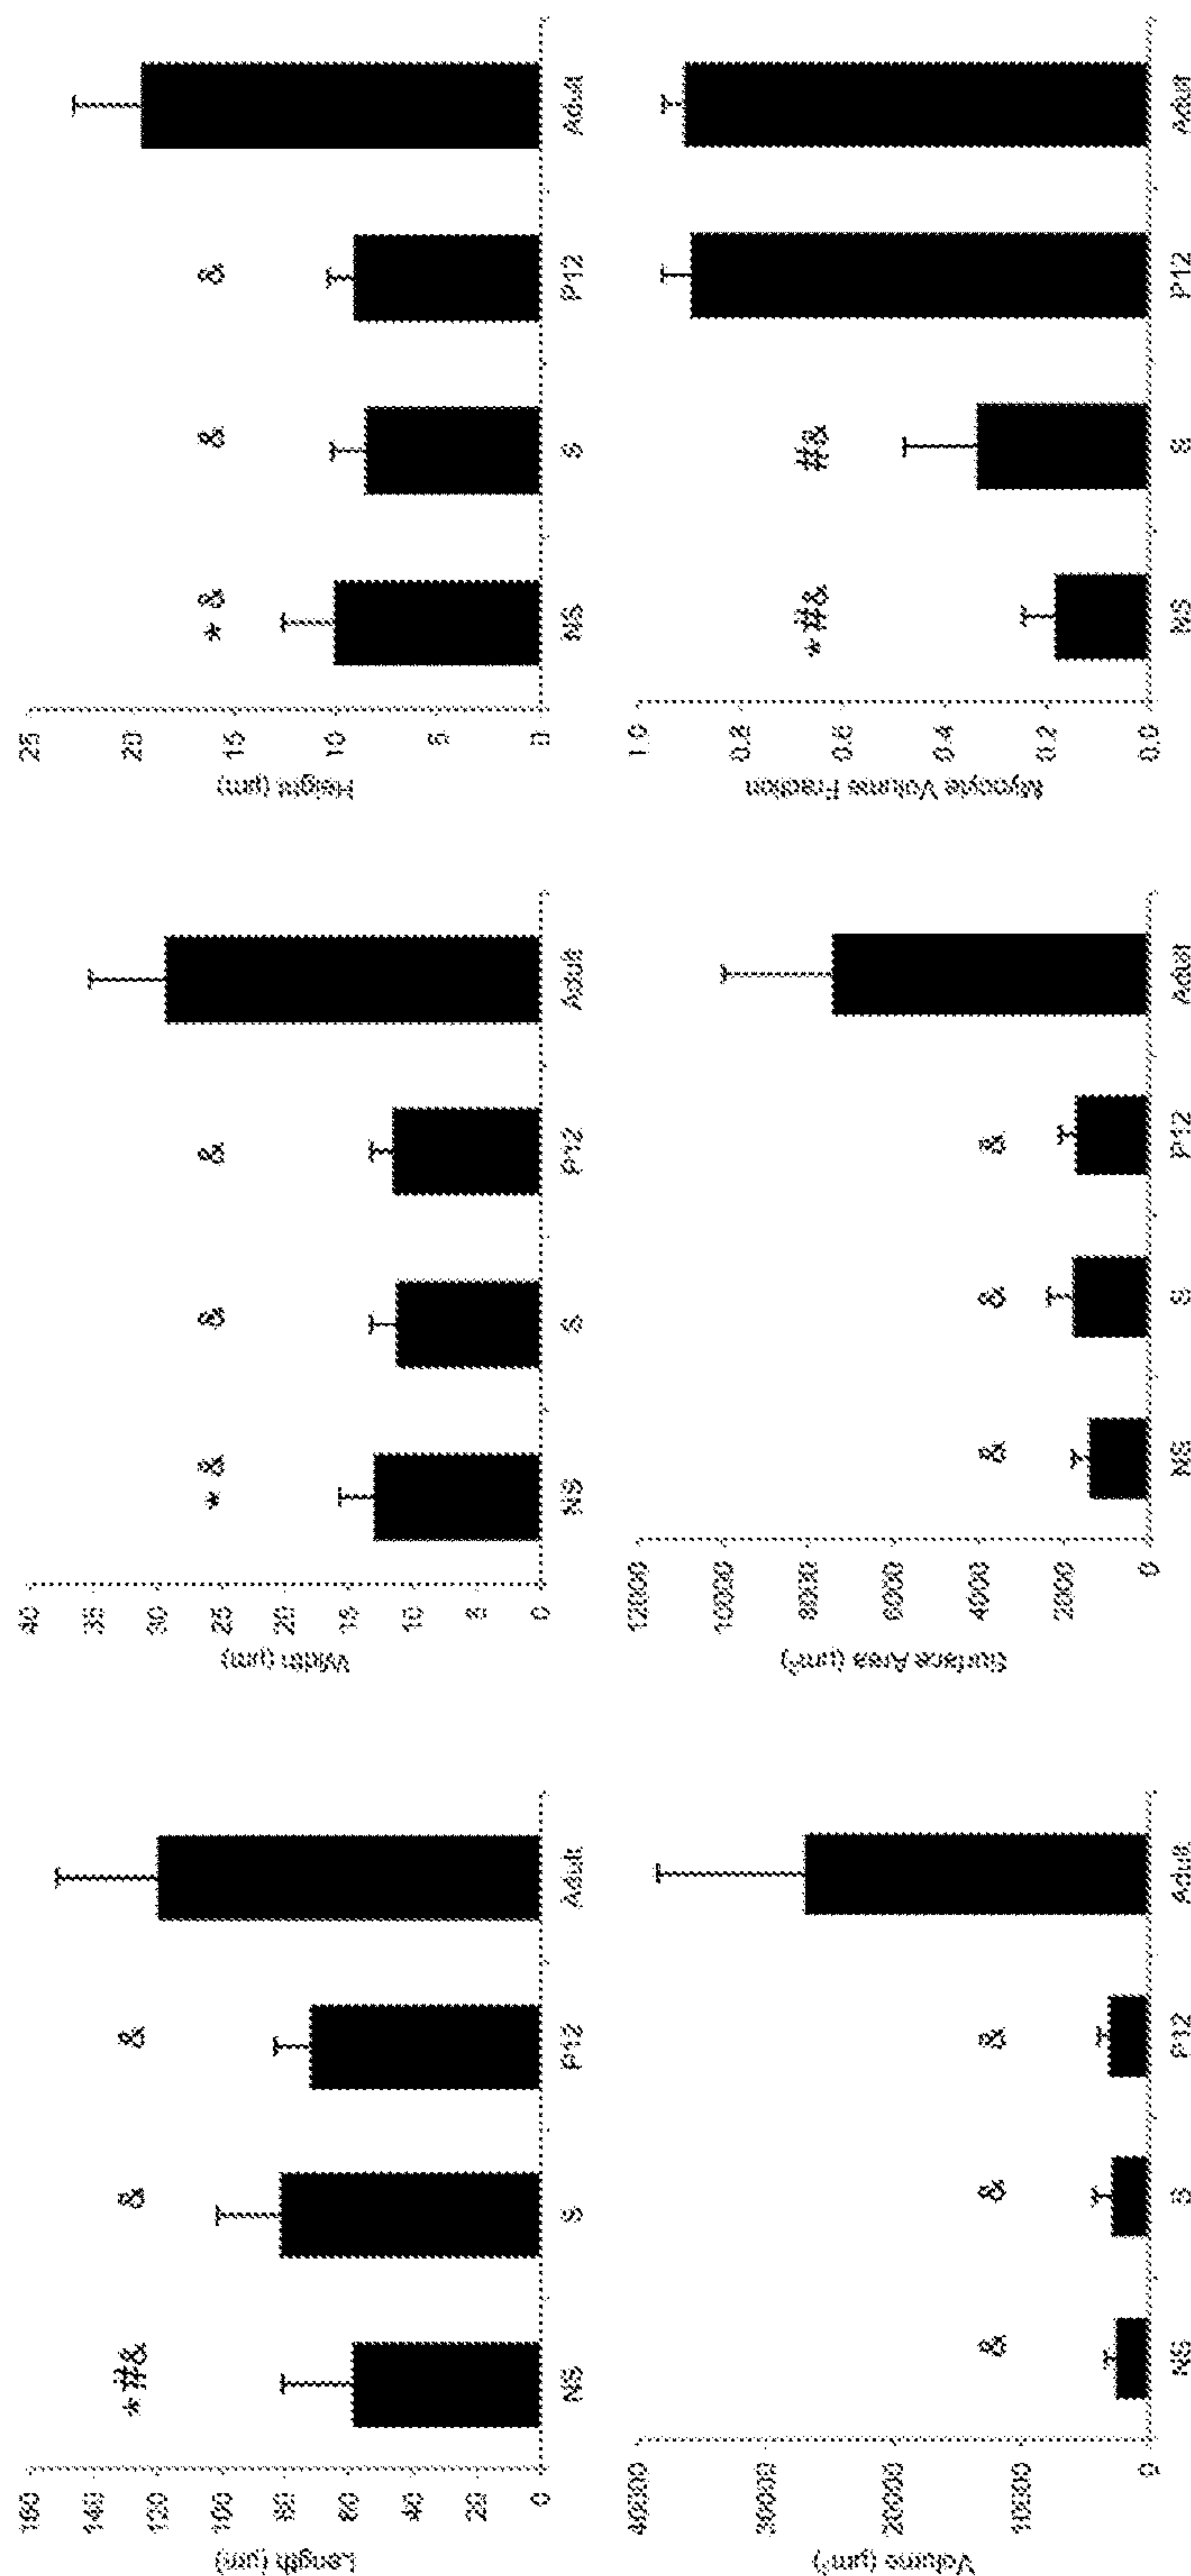 Length (µm)
160
140
120
100
80
60
40
20
0
*#&
&
&
NS
S
P12
Adult
Width (µm)
40
35
30
25
20
15
10
5
0
*&
&
&
NS
S
P12
Adult
Height (µm)
25
20
15
10
5
0
*&
&
&
NS
S
P12
Adult
Volume (µm³)
40000
30000
20000
10000
0
&
&
&
NS
S
P12
Adult
Surface Area (µm²)
12000
10000
8000
6000
4000
2000
0
&
&
&
NS
S
P12
Adult
Myocyte Volume Fraction
1.0
0.8
0.6
0.4
0.2
0.0
*#&
#&
NS
S
P12
Adult